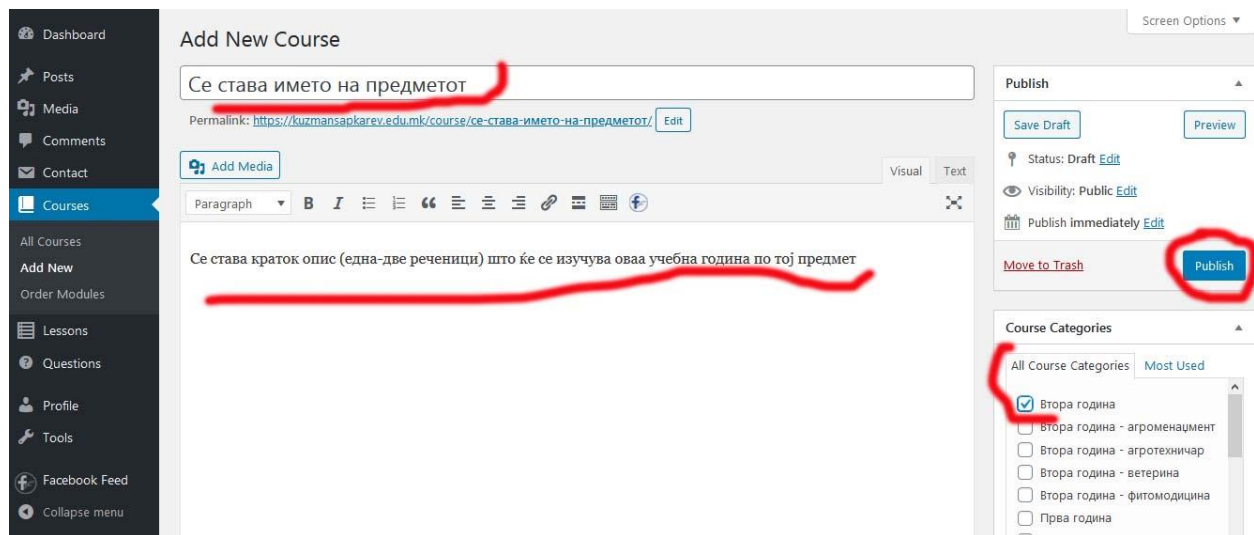 Screen Options ▼
Dashboard
Posts
Media
Comments
Contact
Courses
All Courses
Add New
Order Modules
Lessons
Questions
Profile
Tools
Facebook Feed
Collapse menu
Add New Course
Се става името на предметот
Permalink: https://kuzmansapkarev.edu.mk/course/се-става-името-на-предметот/ Edit
Add Media
Visual Text
Paragraph ▼ B I
Се става краток опис (една-две реченици) што ќе се изучува оваа учебна година по тој предмет
Publish
Save Draft Preview
Status: Draft Edit
Visibility: Public Edit
Publish immediately Edit
Move to Trash Publish
Course Categories
All Course Categories Most Used
Втора година
Втора година - агроменаџмент
Втора година - агротехничар
Втора година - ветерина
Втора година - фитомодицина
Прва година